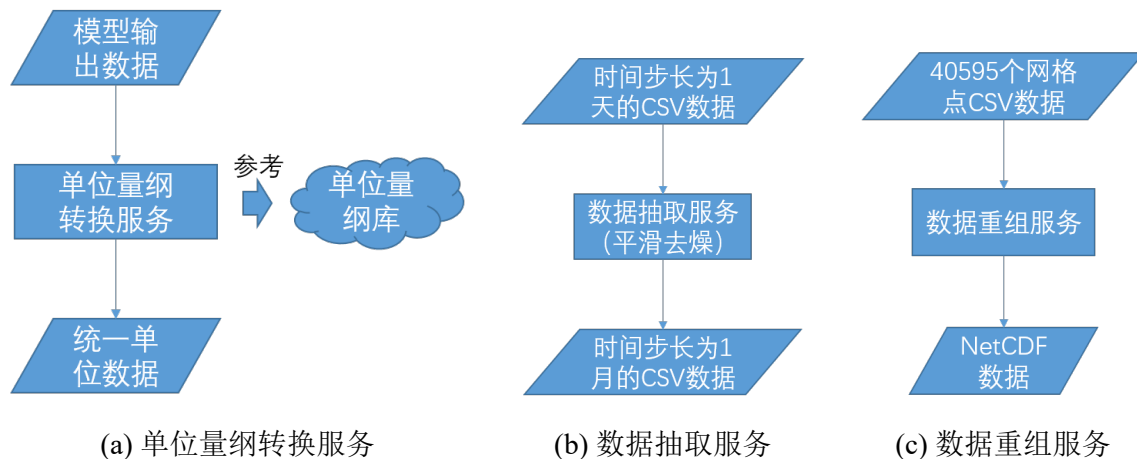 模型输
出数据
参考
单位量纲
转换服务
单位量
纲库
统一单
位数据
(a) 单位量纲转换服务
时间步长为1
天的CSV数据
数据抽取服务
（平滑去燥）
时间步长为1
月的CSV数据
(b) 数据抽取服务
40595个网格
点CSV数据
数据重组服务
NetCDF
数据
(c) 数据重组服务